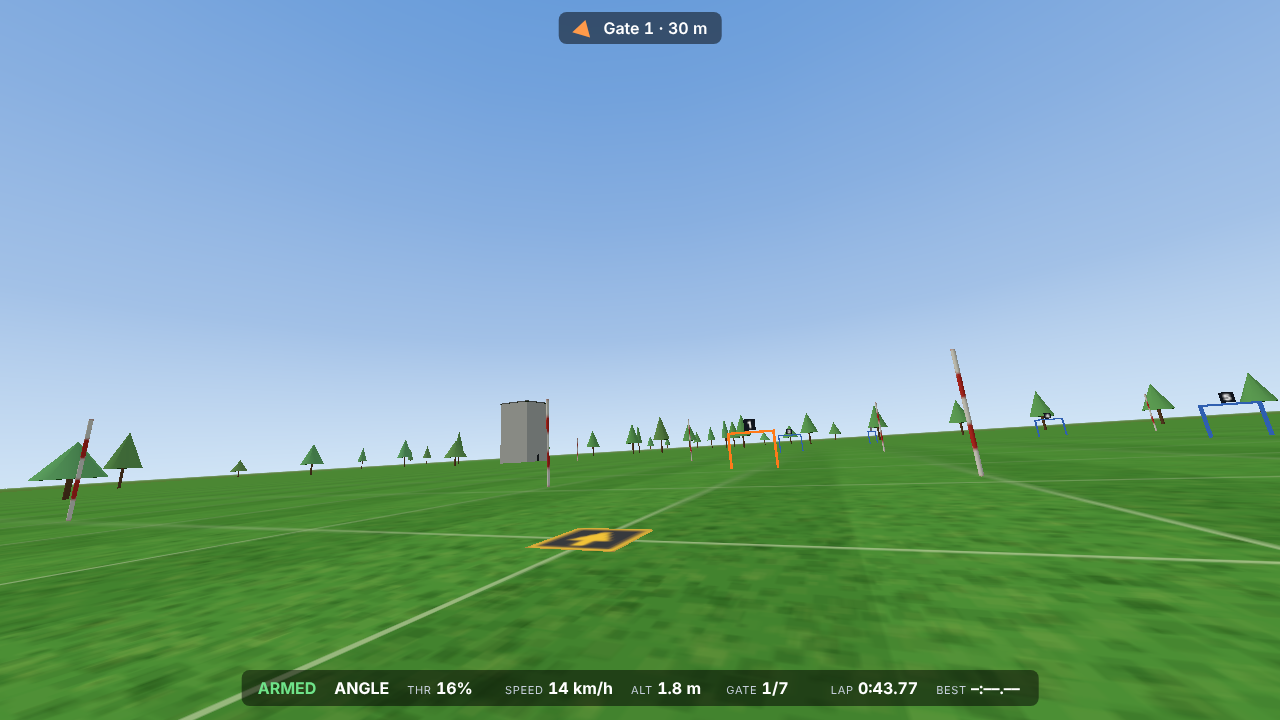 Gate 1 · 30 m
1
ARMED ANGLE THR 16% SPEED 14 km/h ALT 1.8 m GATE 1/7 LAP 0:43.77 BEST –:––.––